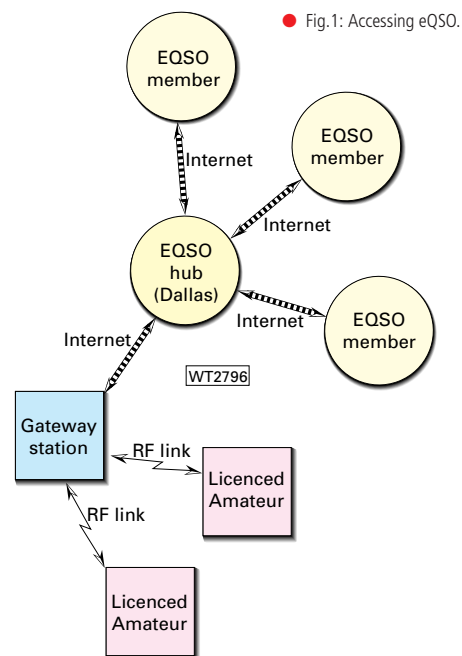 Fig.1: Accessing eQSO.
EQSO
member
EQSO
member
Internet
Internet
EQSO
hub
(Dallas)
EQSO
member
Internet
Internet
WT2796
Gateway
station
RF link
Licenced
Amateur
RF link
Licenced
Amateur